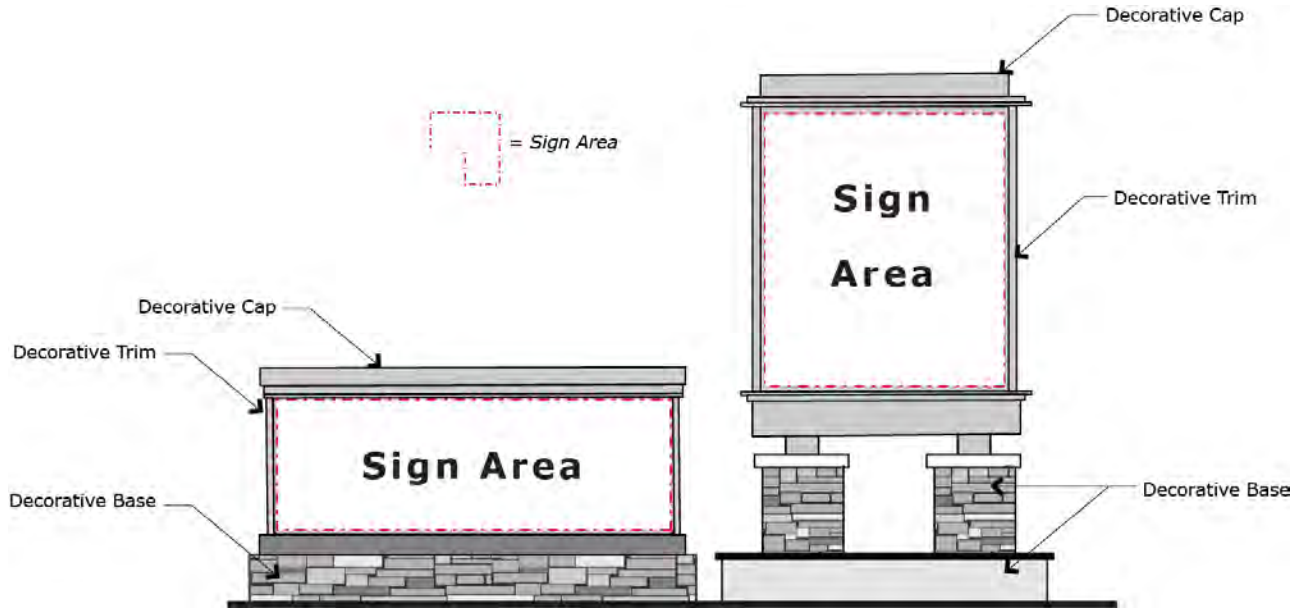 Decorative Cap
= Sign Area
Sign
Area
Decorative Trim
Decorative Cap
Decorative Trim
Sign Area
Decorative Base
Decorative Base